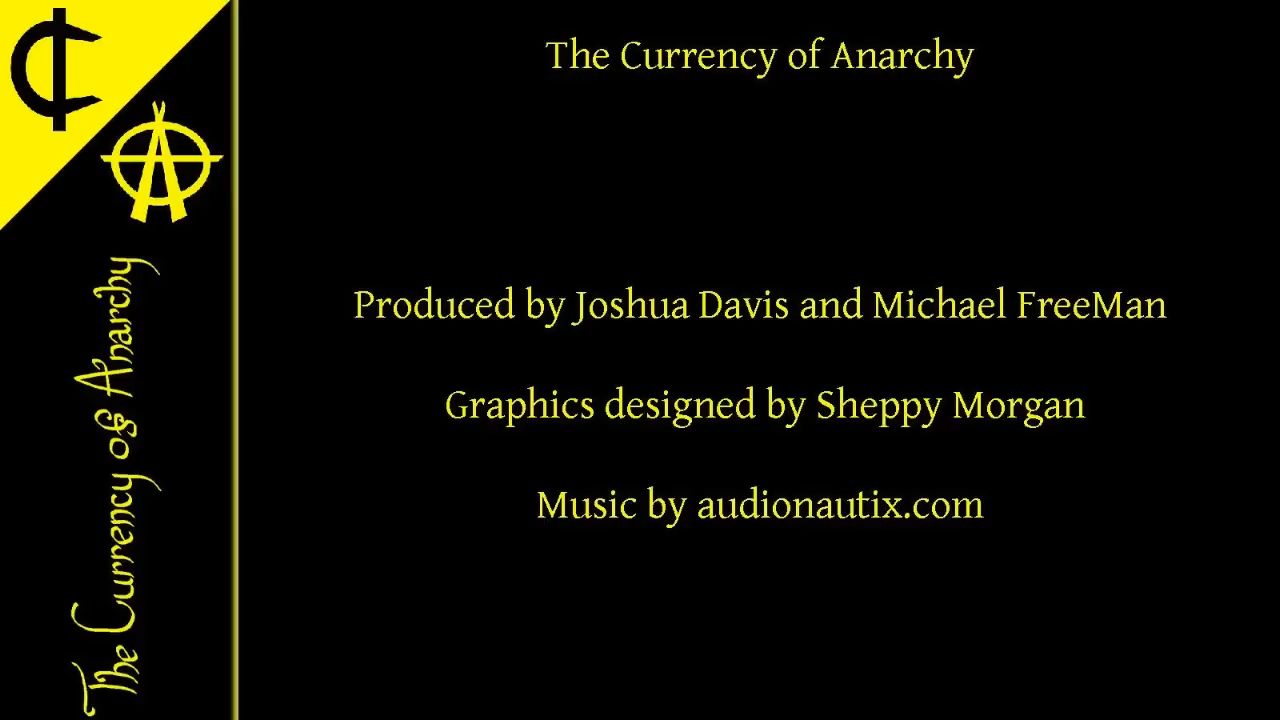 The Currency of Anarchy
The Currency of Anarchy
Produced by Joshua Davis and Michael FreeMan
Graphics designed by Sheppy Morgan
Music by audionautix.com